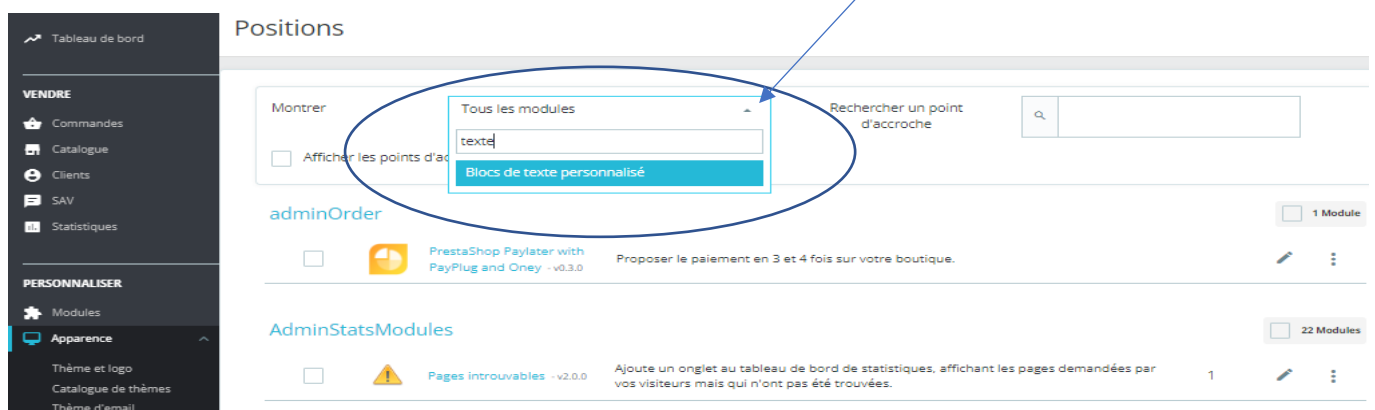 Tableau de bord
VENDRE
Commandes
Catalogue
Clients
SAV
Statistiques
PERSONNALISER
Modules
Apparence
Thème et logo
Catalogue de thèmes
Thème d'email
Positions
Montrer
Tous les modules
texte
Blocs de texte personnalisé
Afficher les points
Rechercher un point
d'accroche
adminOrder
1 Module
PrestaShop Paylater with
PayPlug and Oney - v0.3.0
Proposer le paiement en 3 et 4 fois sur votre boutique.
AdminStatsModules
22 Modules
Pages introuvables - v2.0.0
Ajoute un onglet au tableau de bord de statistiques, affichant les pages demandées par
vos visiteurs mais qui n'ont pas été trouvées.
1